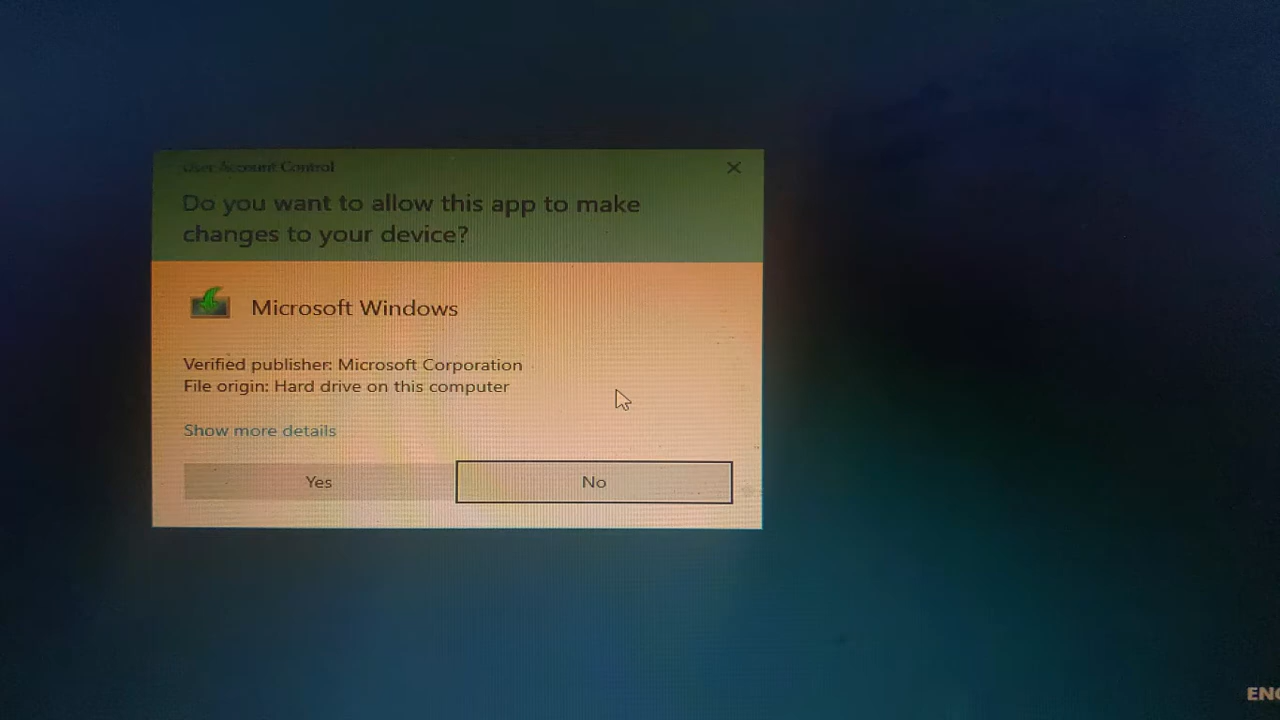 User Account Control
Do you want to allow this app to make
changes to your device?
Microsoft Windows
Verified publisher: Microsoft Corporation
File origin: Hard drive on this computer
Show more details
Yes
No
ENG